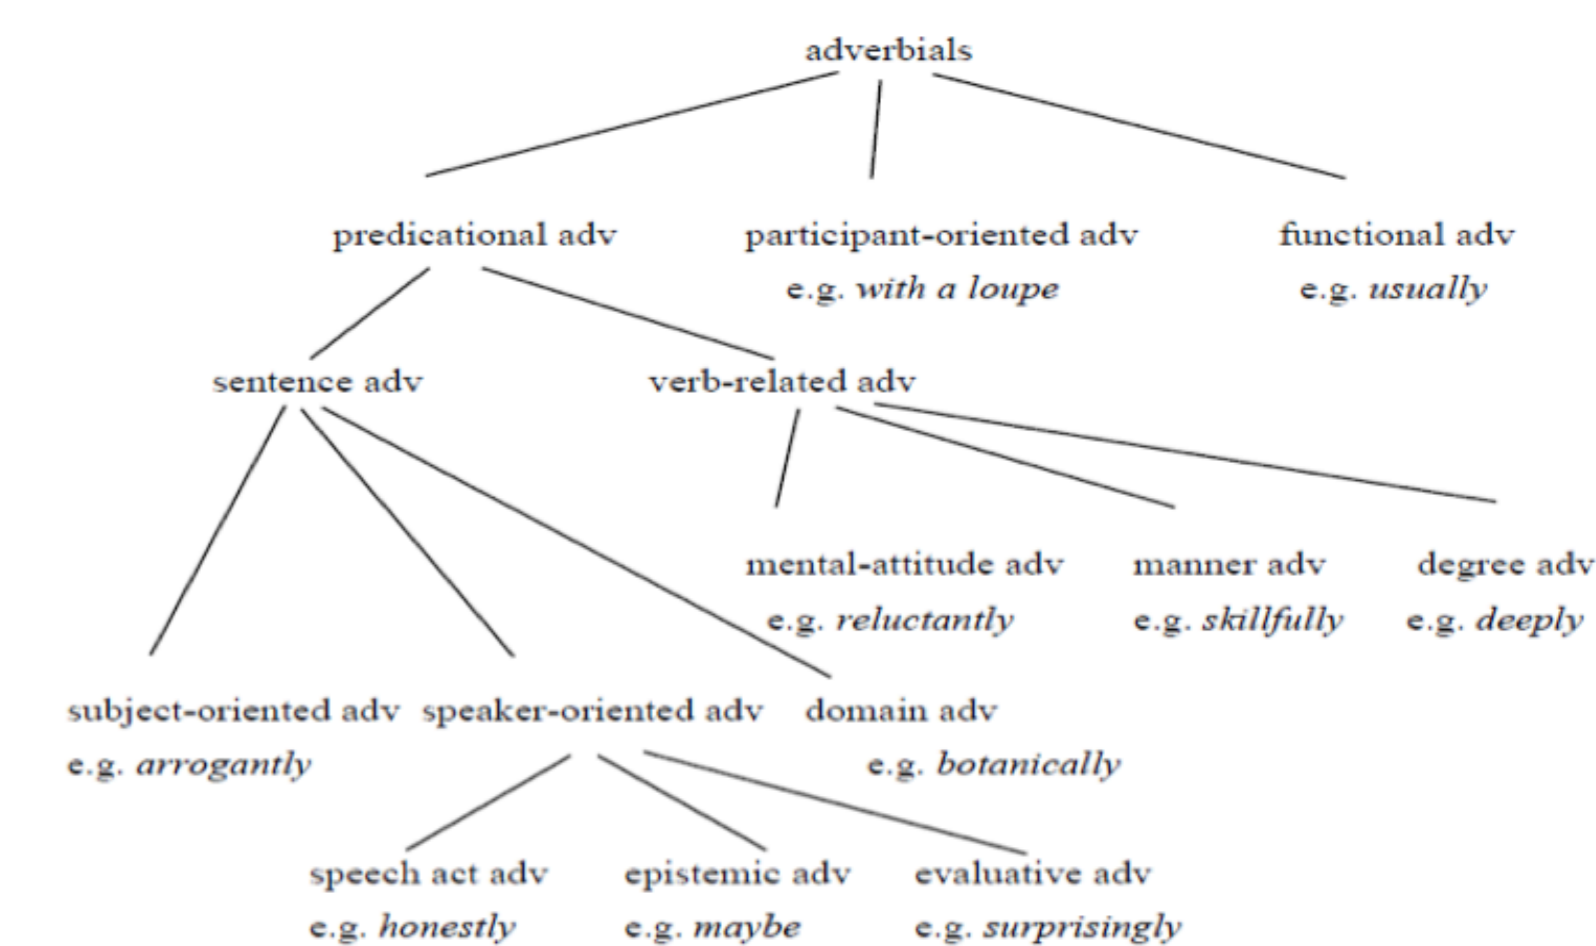 adverbials
predicational adv participant-oriented adv functional adv
e.g. with a loupe e.g. usually
sentence adv verb-related adv
mental-attitude adv manner adv degree adv
e.g. reluctantly e.g. skillfully e.g. deeply
subject-oriented adv speaker-oriented adv domain adv
e.g. arrogantly e.g. botanically
speech act adv epistemic adv evaluative adv
e.g. honestly e.g. maybe e.g. surprisingly